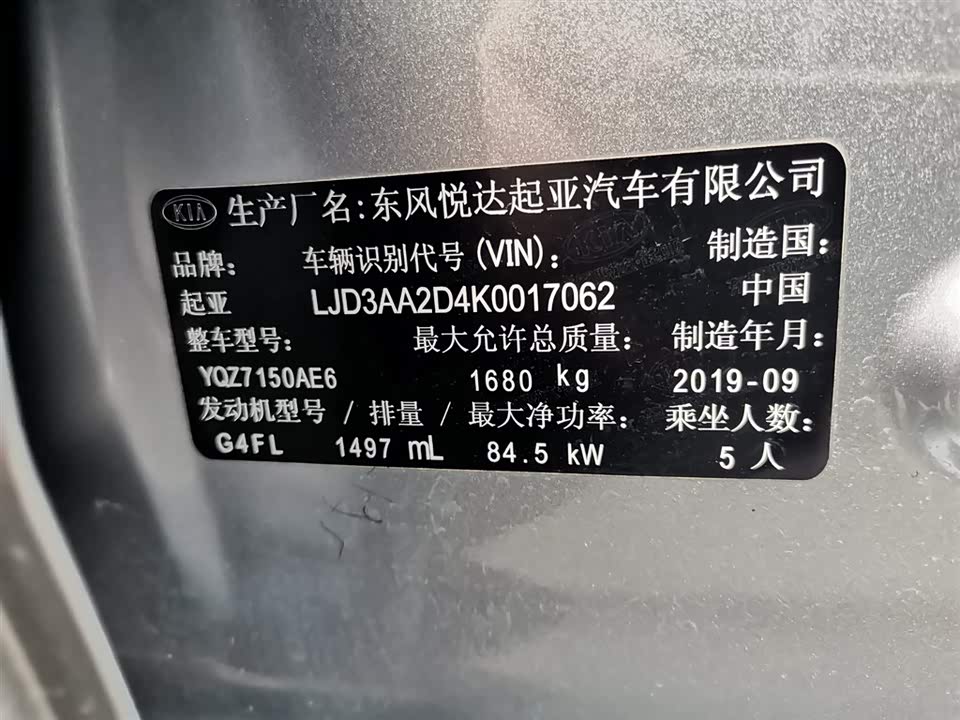 KIA 生产厂名:东风悦达起亚汽车有限公司
品牌: 车辆识别代号(VIN): 制造国:
起亚 LJD3AA2D4K0017062 中国
整车型号: 最大允许总质量: 制造年月:
YQZ7150AE6 1680 kg 2019-09
发动机型号 / 排量 / 最大净功率: 乘坐人数:
G4FL 1497 mL 84.5 kW 5 人